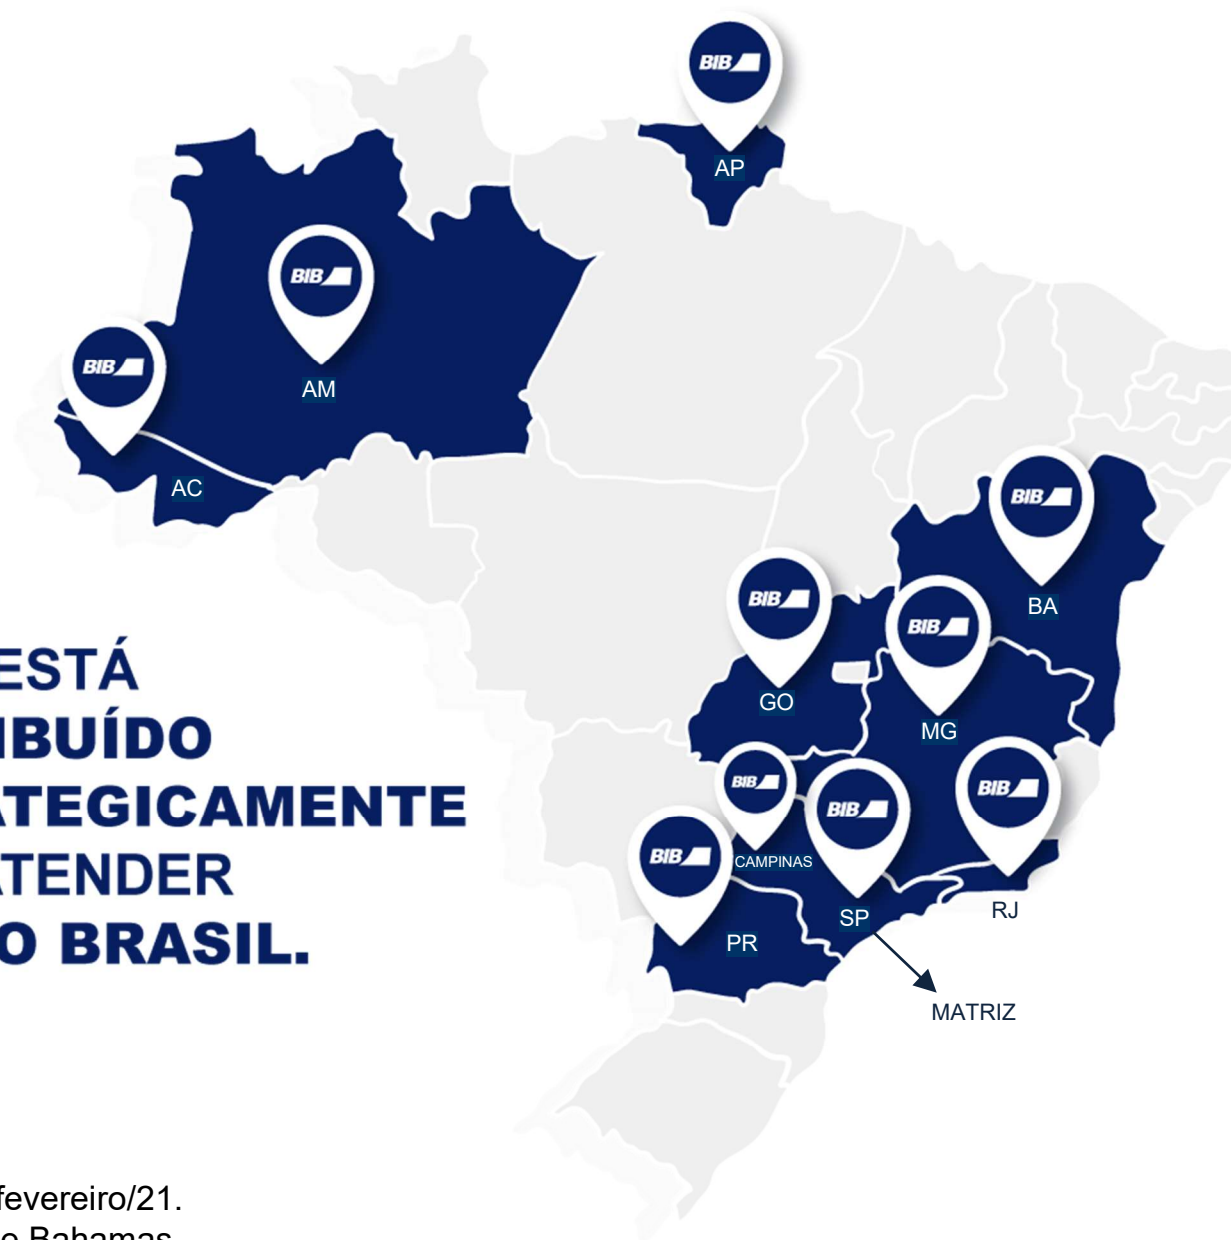 BIB
AP
BIB
AM
BIB
AC
BIB
BA
BIB
GO
BIB
MG
BIB
CAMPINAS
BIB
SP
BIB
RJ
BIB
PR
MATRIZ
ESTÁ
IBUÍDO
ATEGICAMENTE
ATENDER
O BRASIL.
fevereiro/21.
e Bahamas